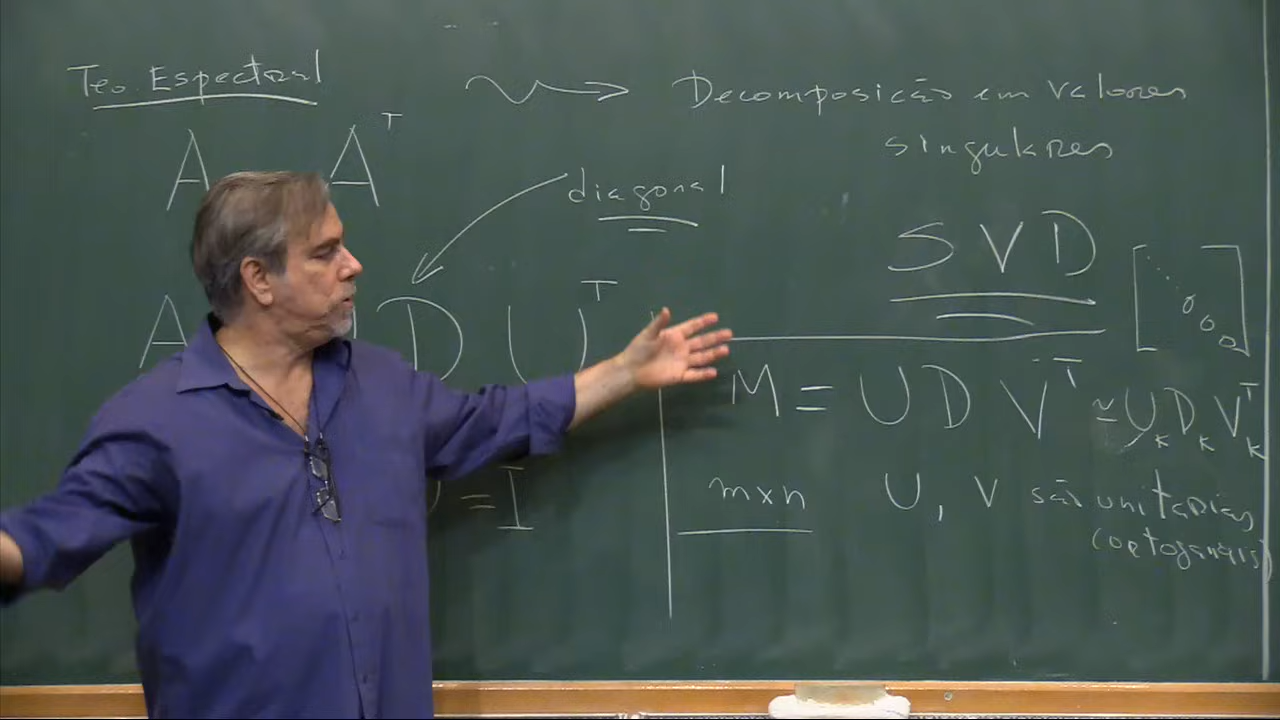 Teo. Espectral
Decomposição em valores
singulares
A A^T
diagonal
SVD
A D U^T
M = U D V^T ≃ U_k D_k V_k^T
= I
m×n
U, V são unitárias
(ortogonais)